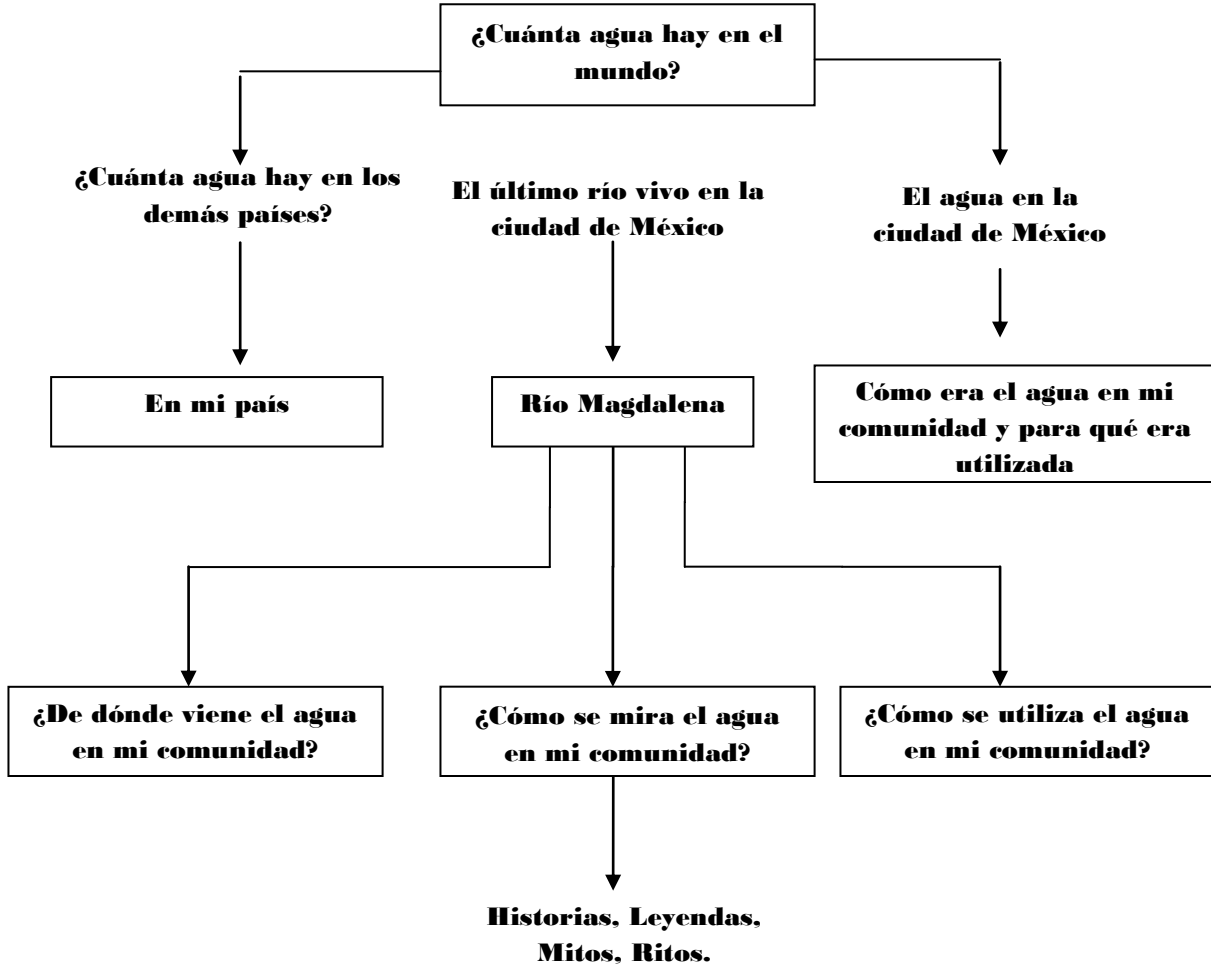 ¿Cuánta agua hay en el
mundo?
¿Cuánta agua hay en los
demás países?
El último río vivo en la
ciudad de México
El agua en la
ciudad de México
En mi país
Río Magdalena
Cómo era el agua en mi
comunidad y para qué era
utilizada
¿De dónde viene el agua
en mi comunidad?
¿Cómo se mira el agua
en mi comunidad?
¿Cómo se utiliza el agua
en mi comunidad?
Historias, Leyendas,
Mitos, Ritos.